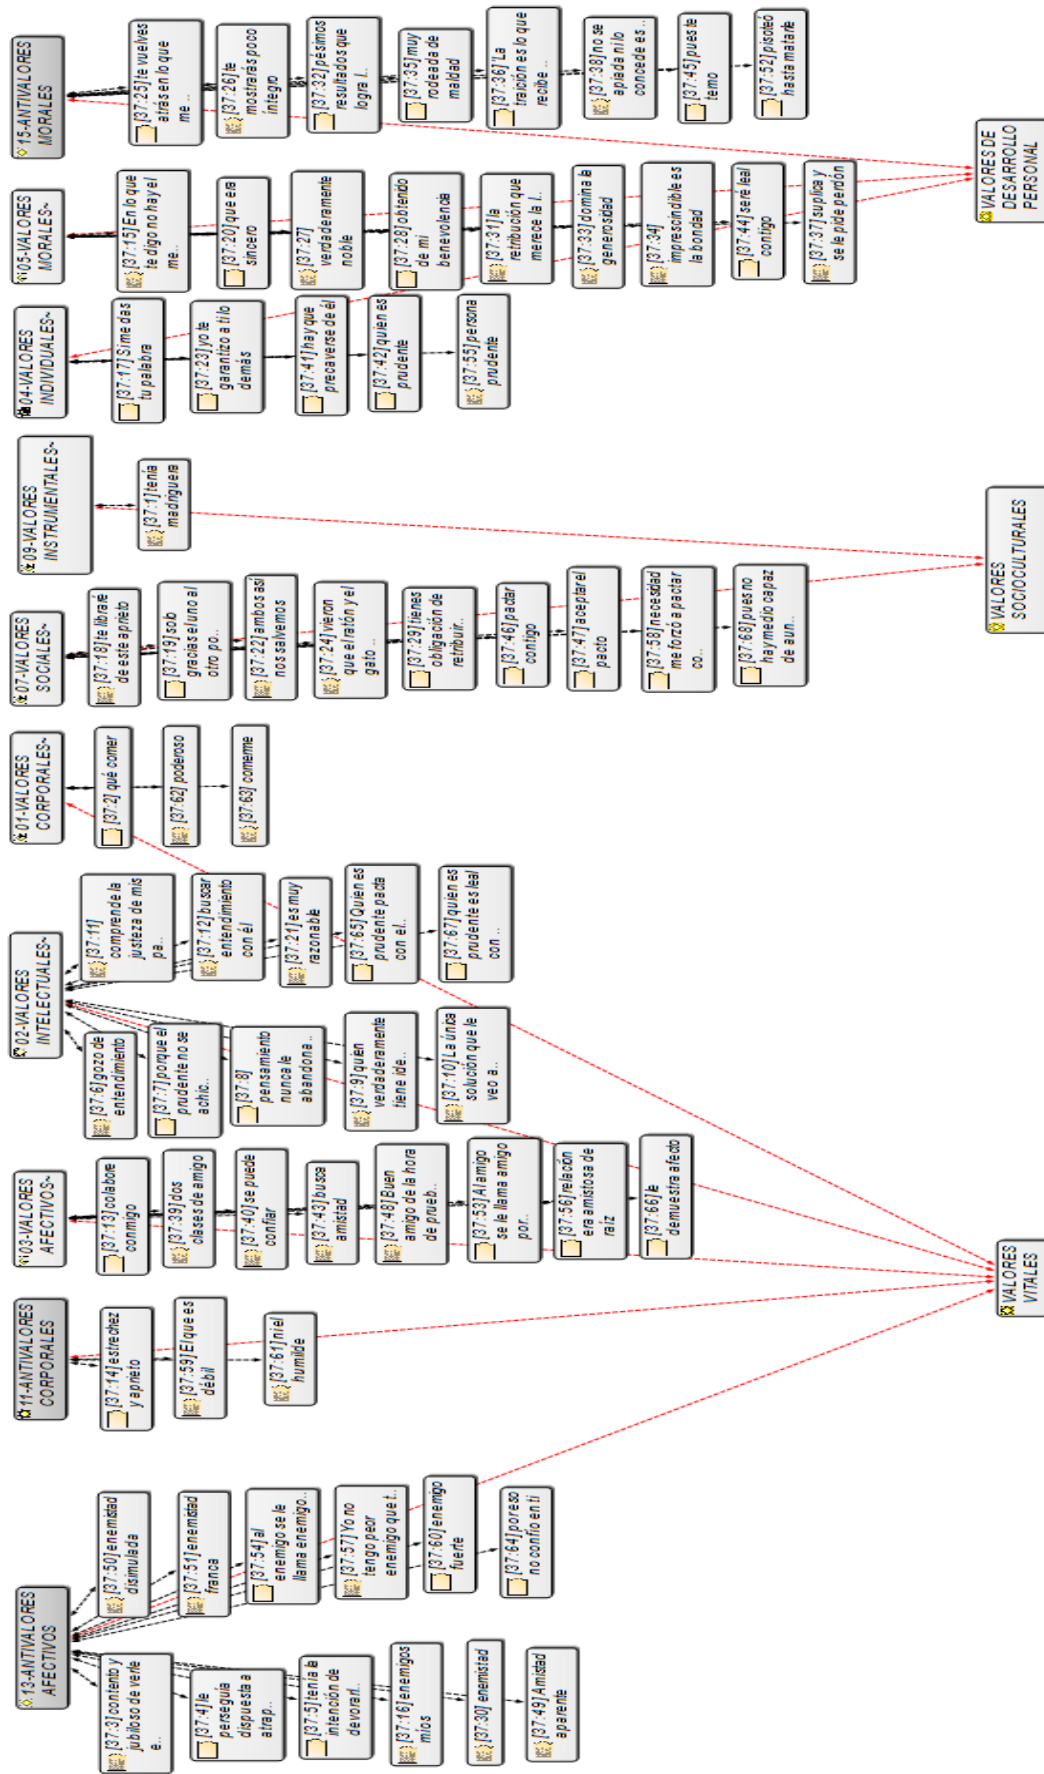 13-ANTIVALORES
AFECTIVOS
[37:3]contento y
jubiloso de verle
e..
[37:4]le
perseguía
dispuesta a
atrap..
[37:5]tenía la
intención de
devorarl..
[37:16]enemigos
míos
[37:30] enemistad
[37:49]Amistad
aparente
[37:50]enemistad
disimulada
[37:51]enemistad
franca
[37:54]al
enemigo se le
llama enemigo..
[37:57]Yo no
tengo peor
enemigo que t..
[37:60]enemigo
fuerte
[37:64]por eso
no confío en ti
11-ANTIVALORES
CORPORALES
[37:14]estrechez
y aprieto
[37:59]El que es
débil
[37:61]ni el
humilde
03-VALORES
AFECTIVOS~
[37:13]colabore
conmigo
[37:39]dos
clases de amigo
[37:40]se puede
confiar
[37:43]busca
amistad
[37:48]Buen
amigo de la hora
de prueb..
[37:53]Al amigo
se le llama amigo
por..
[37:56]relación
era amistosa de
raíz
[37:66]le
demuestra afecto
02-VALORES
INTELECTUALES~
[37:6]gozo de
entendimiento
[37:7]porque el
prudente no se
achic..
[37:8]
pensamiento
nunca le
abandona..
[37:9]quien
verdaderamente
tiene ide..
[37:10]La única
solución que le
veo a..
[37:11]
comprende la
justeza de mis
pa..
[37:12]buscar
entendimiento
con él
[37:21]es muy
razonable
[37:65]Quien es
prudente pacta
con el..
[37:67]quien es
prudente es leal
con ..
01-VALORES
CORPORALES~
[37:2] qué comer
[37:62] poderoso
[37:63] comerme
07-VALORES
SOCIALES~
[37:18]te libraré
de este aprieto
[37:19]sob
gracias el uno al
otro po..
[37:22]ambos así
nos salvemos
[37:24]vieron
que el ratón y el
gato ..
[37:29]tienes
obligación de
retribuir..
[37:46]pactar
contigo
[37:47]aceptar el
pacto
[37:58]necesidad
me forzó a pactar
co..
[37:68]pues no
hay medio capaz
de aun..
09-VALORES
INSTRUMENTALES~
[37:1]tenía
madriguera
04-VALORES
INDIVIDUALES~
[37:17]Si me das
tu palabra
[37:23]yo te
garantizo a ti lo
demás
[37:41]hay que
precaverse de él
[37:42]quien es
prudente
[37:55]persona
prudente
05-VALORES
MORALES~
[37:15]En lo que
te digo no hay el
me..
[37:20]que era
sincero
[37:27]
verdaderamente
noble
[37:28]obteniendo
de mi
benevolencia
[37:31]la
retribución que
merece la l..
[37:33]domina la
generosidad
[37:34]
imprescindible es
la bondad
[37:44]seré leal
contigo
[37:37]suplica y
se le pide perdón
15-ANTIVALORES
MORALES
[37:25]te vuelves
atrás en lo que
me ..
[37:26]te
mostraras poco
íntegro
[37:32]pésimos
resultados que
logra l..
[37:35]muy
rodeada de
maldad
[37:36]'La
traición es lo que
recibe ..
[37:38]no se
apiada ni lo
concede es..
[37:45]pues te
temo
[37:52]pisoteó
hasta matarle
VALORES
VITALES
VALORES
SOCIOCULTURALES
VALORES DE
DESARROLLO
PERSONAL